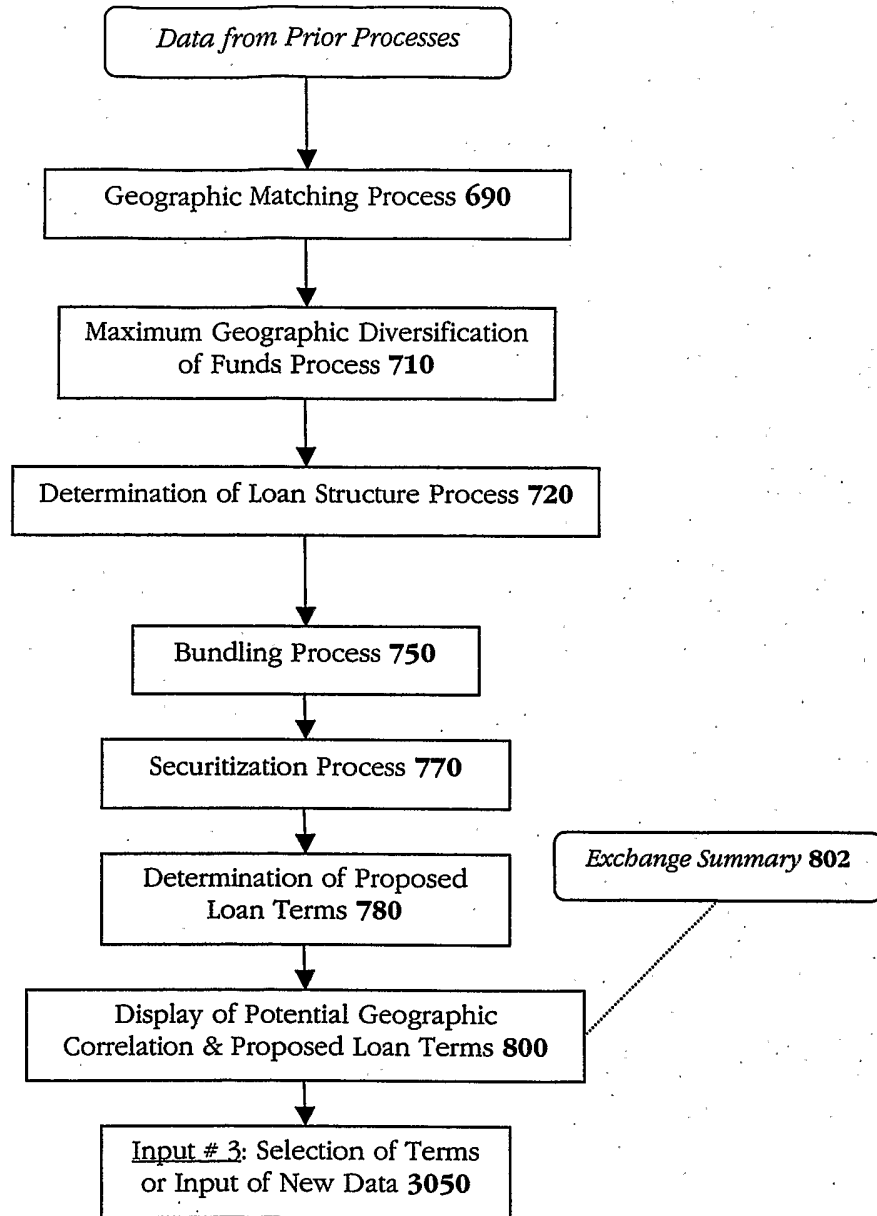 Data from Prior Processes
Geographic Matching Process 690
Maximum Geographic Diversification
of Funds Process 710
Determination of Loan Structure Process 720
Bundling Process 750
Securitization Process 770
Determination of Proposed
Loan Terms 780
Exchange Summary 802
Display of Potential Geographic
Correlation & Proposed Loan Terms 800
Input # 3: Selection of Terms
or Input of New Data 3050